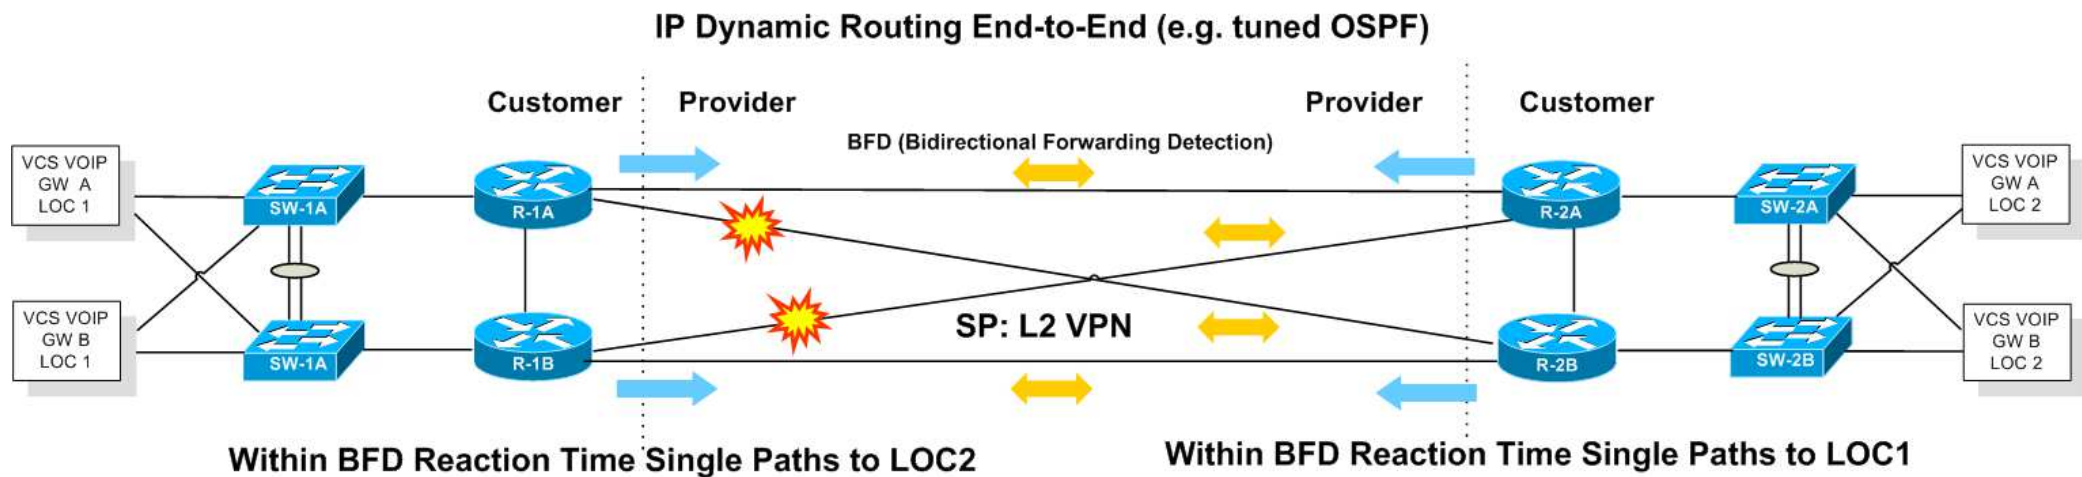 IP Dynamic Routing End-to-End (e.g. tuned OSPF)
Customer
Provider
Provider
Customer
BFD (Bidirectional Forwarding Detection)
VCS VOIP
GW A
LOC 1
SW-1A
R-1A
R-2A
SW-2A
VCS VOIP
GW A
LOC 2
VCS VOIP
GW B
LOC 1
SW-1A
R-1B
SP: L2 VPN
R-2B
SW-2B
VCS VOIP
GW B
LOC 2
Within BFD Reaction Time Single Paths to LOC2
Within BFD Reaction Time Single Paths to LOC1